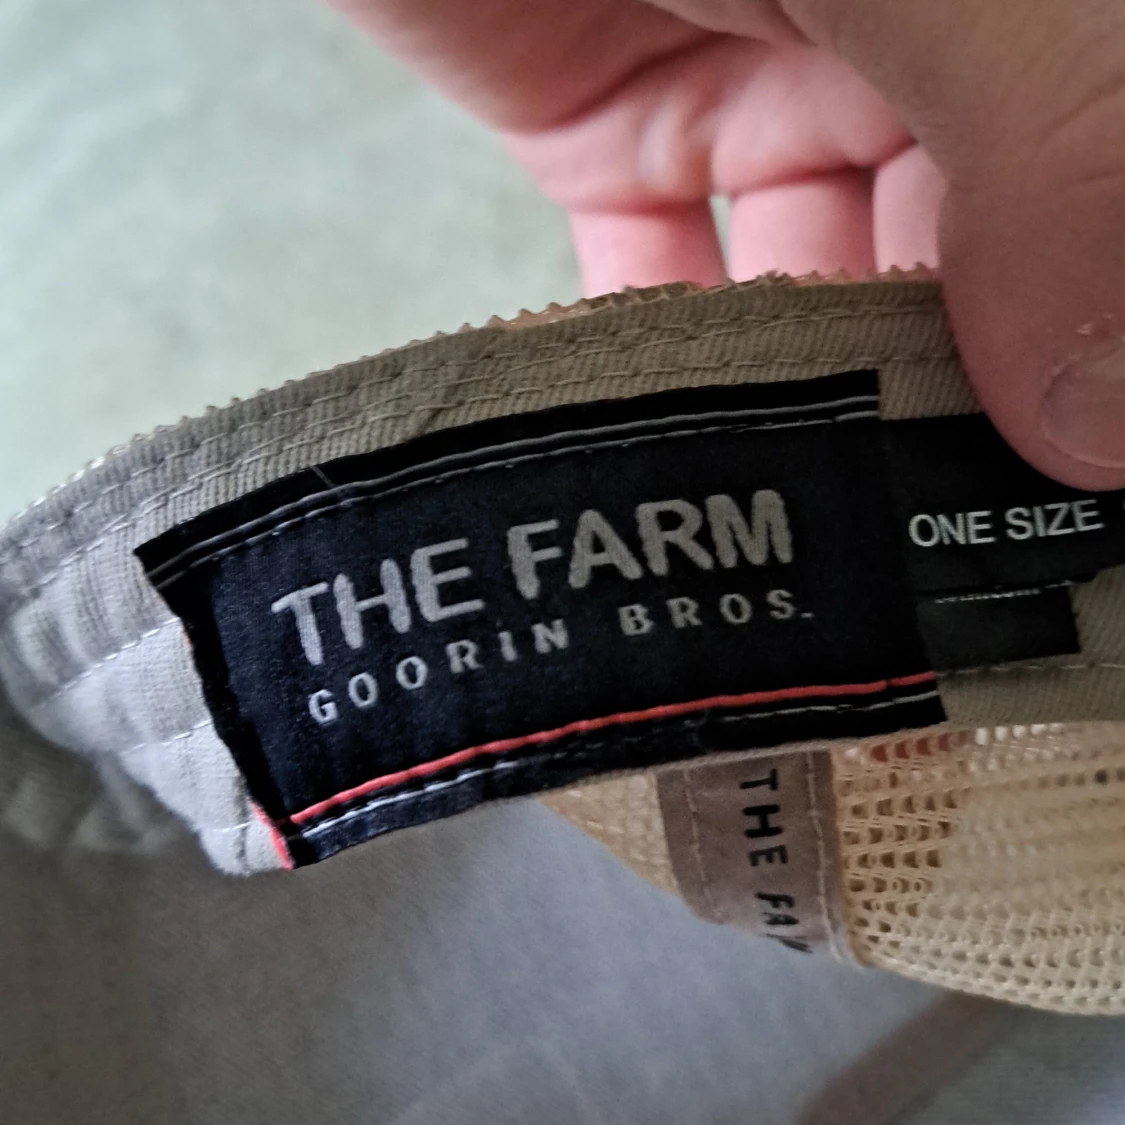 THE FARM
GOORIN BROS.
ONE SIZE
THE FA